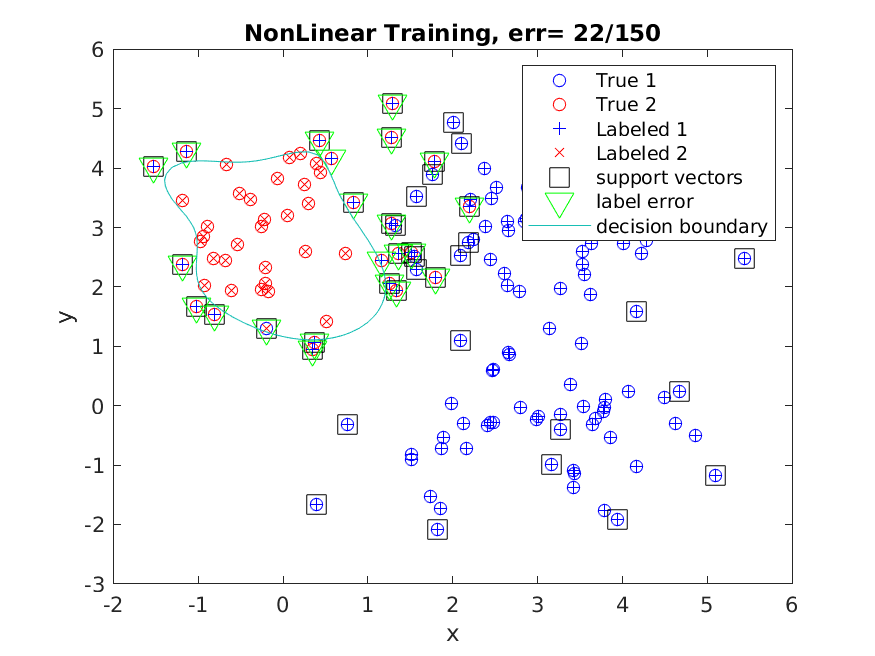 NonLinear Training, err= 22/150
6
5
4
3
2
1
0
-1
-2
-3
y
True 1
True 2
Labeled 1
Labeled 2
support vectors
label error
decision boundary
-2 -1 0 1 2 3 4 5 6
x